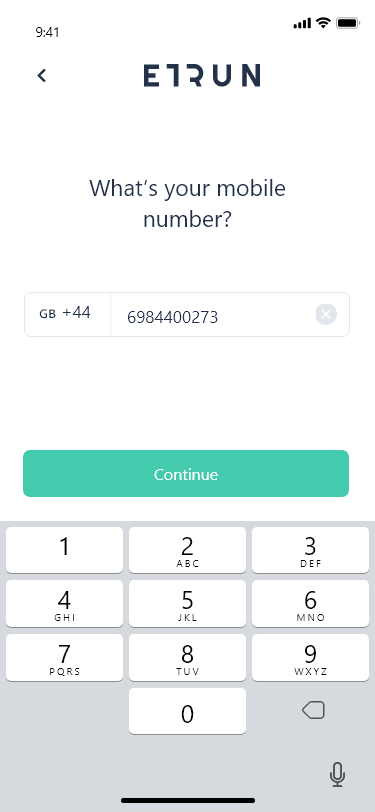 9:41
ETRUN
What's your mobile
number?
GB +44 6984400273
Continue
1 2 3
ABC DEF
4 5 6
GHI JKL MNO
7 8 9
PQRS TUV WXYZ
0